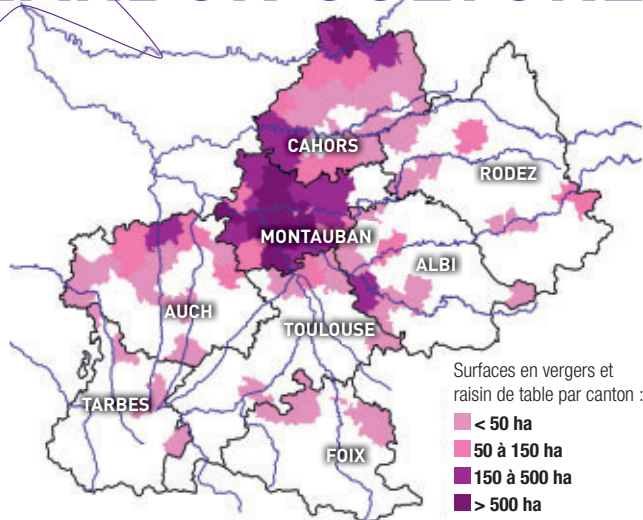 CAHORS
RODEZ
MONTAUBAN
ALBI
AUCH
TOULOUSE
TARBES
FOIX
Surfaces en vergers et
raisin de table par canton :
< 50 ha
50 à 150 ha
150 à 500 ha
> 500 ha